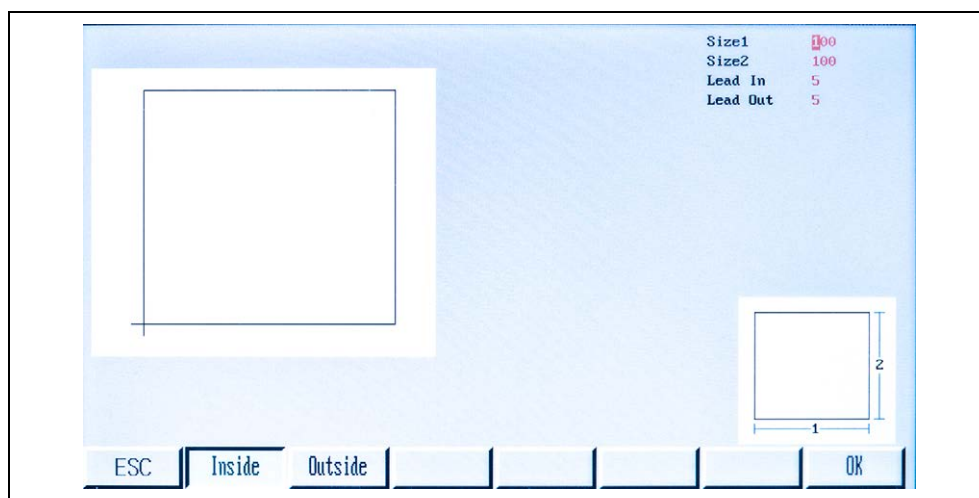 Size1 100
Size2 100
Lead In 5
Lead Out 5
2
1
ESC Inside Outside OK